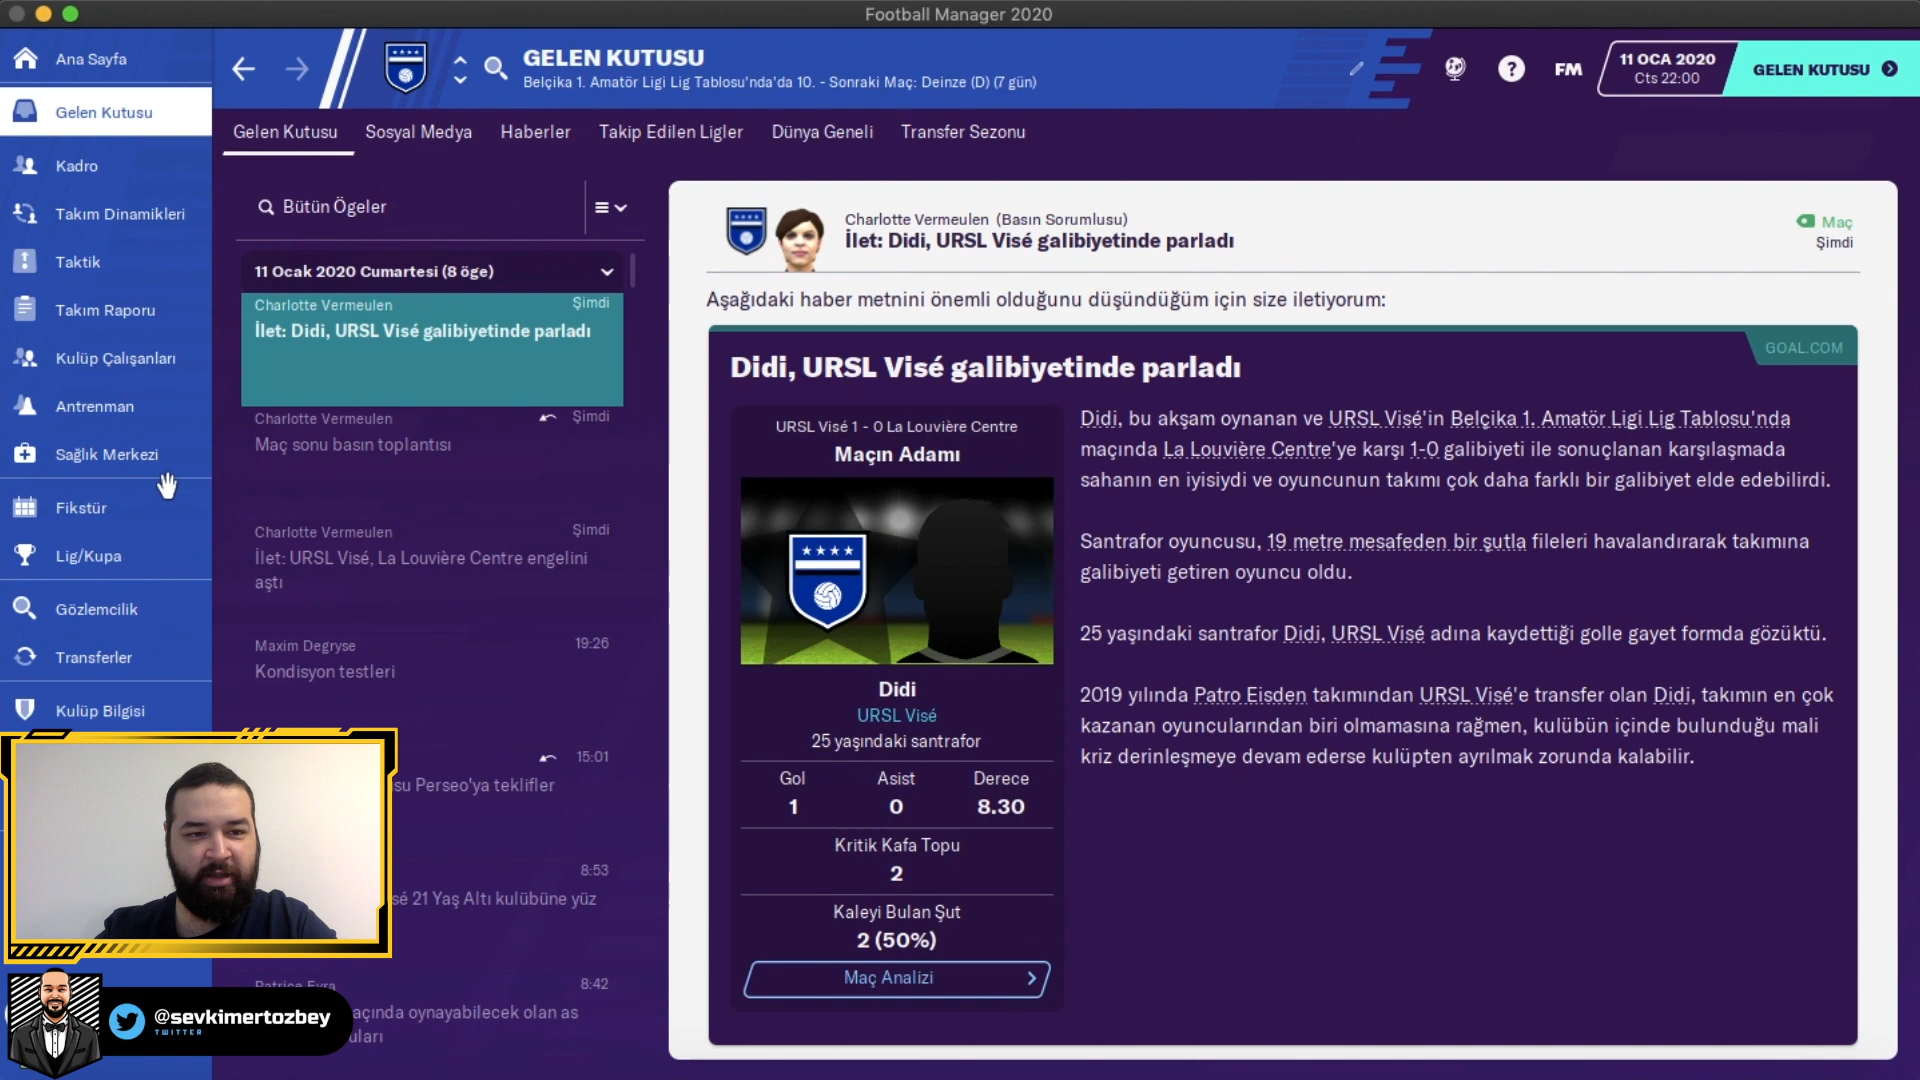 Football Manager 2020
Ana Sayfa
Gelen Kutusu
Kadro
Takım Dinamikleri
Taktik
Takım Raporu
Kulüp Çalışanları
Antrenman
Sağlık Merkezi
Fikstür
Lig/Kupa
Gözlemcilik
Transferler
Kulüp Bilgisi
GELEN KUTUSU
Belçika 1. Amatör Ligi Lig Tablosu'nda'da 10. - Sonraki Maç: Deinze (D) (7 gün)
?
FM
11 OCA 2020
Cts 22:00
GELEN KUTUSU
Gelen Kutusu
Sosyal Medya
Haberler
Takip Edilen Ligler
Dünya Geneli
Transfer Sezonu
Bütün Ögeler
11 Ocak 2020 Cumartesi (8 öge)
Charlotte Vermeulen Şimdi
İlet: Didi, URSL Visé galibiyetinde parladı
Charlotte Vermeulen Şimdi
Maç sonu basın toplantısı
Charlotte Vermeulen Şimdi
İlet: URSL Visé, La Louvière Centre engelini
aştı
Maxim Degryse 19:26
Kondisyon testleri
15:01
su Perseo'ya teklifler
8:53
sé 21 Yaş Altı kulübüne yüz
Patrice Evra 8:42
açında oynayabilecek olan as
uları
Charlotte Vermeulen (Basın Sorumlusu)
İlet: Didi, URSL Visé galibiyetinde parladı
Maç
Şimdi
Aşağıdaki haber metnini önemli olduğunu düşündüğüm için size iletiyorum:
GOAL.COM
Didi, URSL Visé galibiyetinde parladı
URSL Visé 1 - 0 La Louvière Centre
Maçın Adamı
Didi
URSL Visé
25 yaşındaki santrafor
Gol Asist Derece
1 0 8.30
Kritik Kafa Topu
2
Kaleyi Bulan Şut
2 (50%)
Maç Analizi
Didi, bu akşam oynanan ve URSL Visé'in Belçika 1. Amatör Ligi Lig Tablosu'nda
maçında La Louvière Centre'ye karşı 1-0 galibiyeti ile sonuçlanan karşılaşmada
sahanın en iyisiydi ve oyuncunun takımı çok daha farklı bir galibiyet elde edebilirdi.
Santrafor oyuncusu, 19 metre mesafeden bir şutla fileleri havalandırarak takımına
galibiyeti getiren oyuncu oldu.
25 yaşındaki santrafor Didi, URSL Visé adına kaydettiği golle gayet formda gözüktü.
2019 yılında Patro Eisden takımından URSL Visé'e transfer olan Didi, takımın en çok
kazanan oyuncularından biri olmamasına rağmen, kulübün içinde bulunduğu mali
kriz derinleşmeye devam ederse kulüpten ayrılmak zorunda kalabilir.
@sevkimertozbey
TWITTER